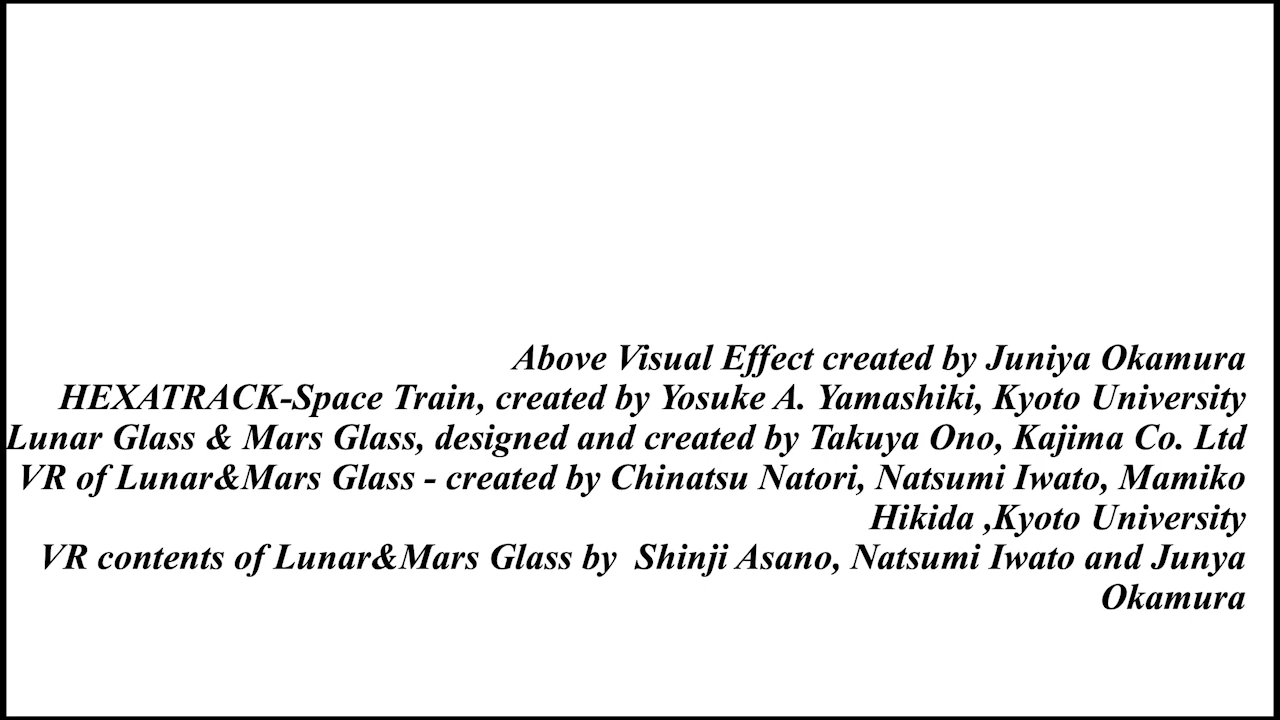 Above Visual Effect created by Juniya Okamura
HEXATRACK-Space Train, created by Yosuke A. Yamashiki, Kyoto University
Lunar Glass & Mars Glass, designed and created by Takuya Ono, Kajima Co. Ltd
VR of Lunar&Mars Glass - created by Chinatsu Natori, Natsumi Iwato, Mamiko
Hikida ,Kyoto University
VR contents of Lunar&Mars Glass by  Shinji Asano, Natsumi Iwato and Junya
Okamura